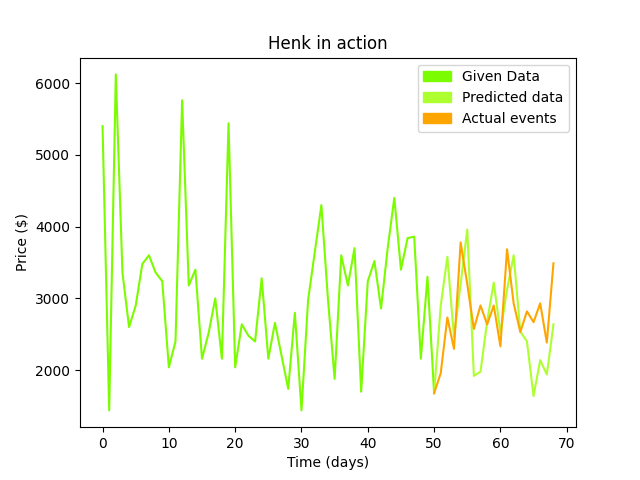 Henk in action
Given Data
Predicted data
Actual events
Price ($)
6000
5000
4000
3000
2000
0 10 20 30 40 50 60 70
Time (days)